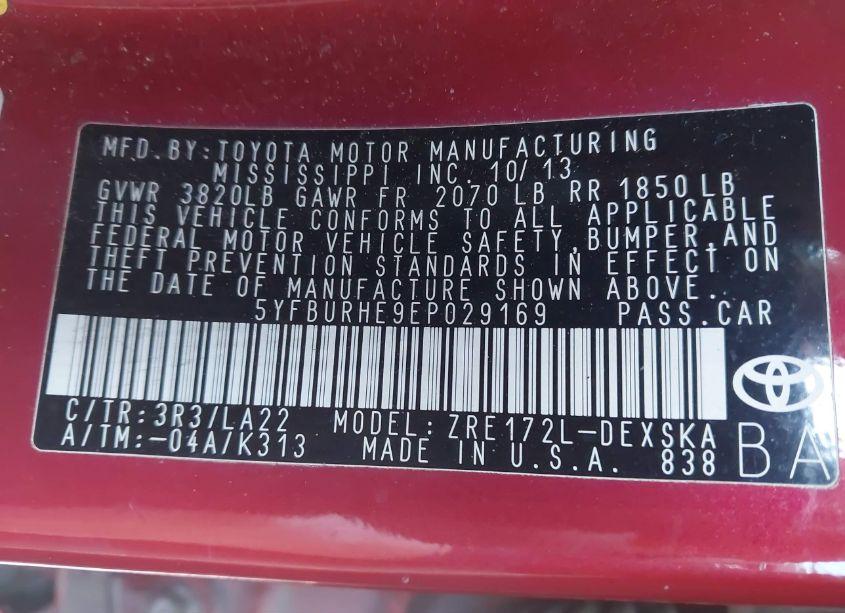 MFD.BY:TOYOTA MOTOR MANUFACTURING
MISSISSIPPI INC. 10/13
GVWR 3820LB GAWR FR 2070 LB RR 1850 LB
THIS VEHICLE CONFORMS TO ALL APPLICABLE
FEDERAL MOTOR VEHICLE SAFETY,BUMPER,AND
THEFT PREVENTION STANDARDS IN EFFECT ON
THE DATE OF MANUFACTURING SHOWN ABOVE.
5YFBURHE9EP029169 PASS.CAR
C/TR:3R3/LA22 MODEL:ZRE172L-DEXSKA
A/TM:-04A/K313 MADE IN U.S.A. 838 BA